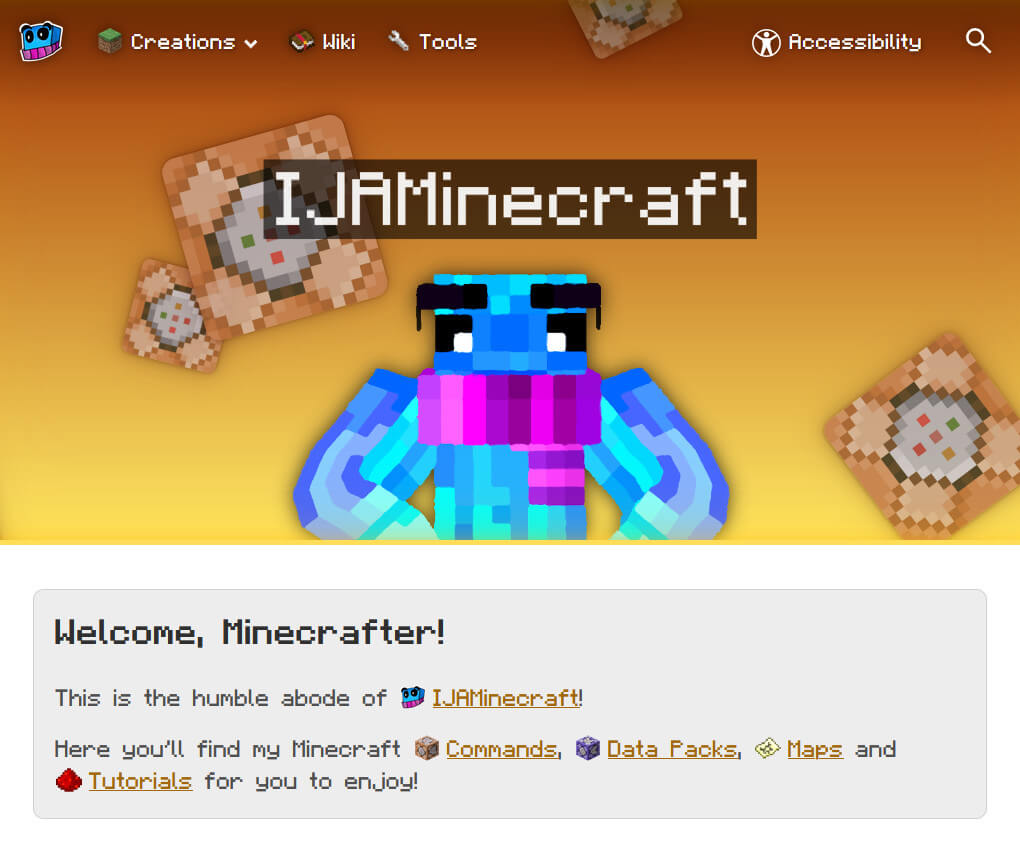 Creations Wiki Tools Accessibility
IJAMinecraft
Welcome, Minecrafter!
This is the humble abode of IJAMinecraft!
Here you'll find my Minecraft Commands, Data Packs, Maps and
Tutorials for you to enjoy!